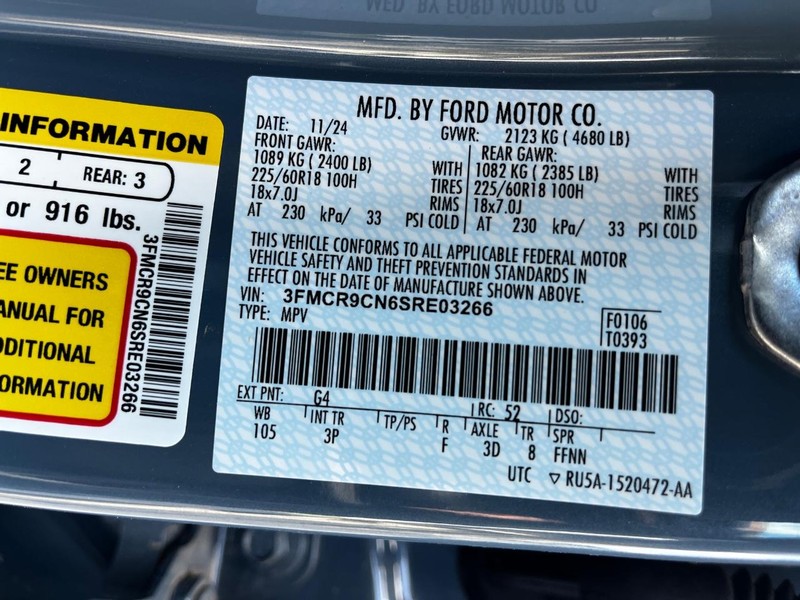 WED BY FORD MOTOR CO
INFORMATION
2 REAR: 3
or 916 lbs.
EE OWNERS
ANUAL FOR
DDITIONAL
ORMATION
3FMCR9CN6SRE03266
MFD. BY FORD MOTOR CO.
DATE: 11/24 GVWR: 2123 KG ( 4680 LB)
FRONT GAWR: REAR GAWR:
1089 KG ( 2400 LB) WITH 1082 KG ( 2385 LB) WITH
225/60R18 100H TIRES 225/60R18 100H TIRES
18x7.0J RIMS 18x7.0J RIMS
AT 230 kPa/ 33 PSI COLD AT 230 kPa/ 33 PSI COLD
THIS VEHICLE CONFORMS TO ALL APPLICABLE FEDERAL MOTOR
VEHICLE SAFETY AND THEFT PREVENTION STANDARDS IN
EFFECT ON THE DATE OF MANUFACTURE SHOWN ABOVE.
VIN: 3FMCR9CN6SRE03266
TYPE: MPV
F0106
T0393
EXT PNT: G4 RC: 52 DSO:
WB INT TR TP/PS R AXLE TR SPR
105 3P F 3D 8 FFNN
UTC ▽ RU5A-1520472-AA